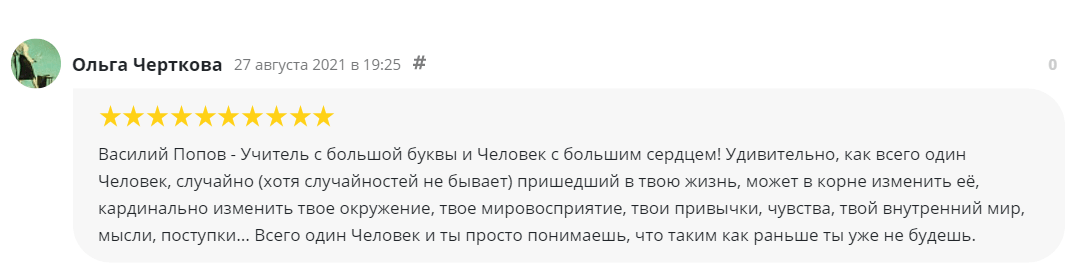 Ольга Черткова 27 августа 2021 в 19:25 # 0
Василий Попов - Учитель с большой буквы и Человек с большим сердцем! Удивительно, как всего один
Человек, случайно (хотя случайностей не бывает) пришедший в твою жизнь, может в корне изменить её,
кардинально изменить твое окружение, твое мировосприятие, твои привычки, чувства, твой внутренний мир,
мысли, поступки... Всего один Человек и ты просто понимаешь, что таким как раньше ты уже не будешь.